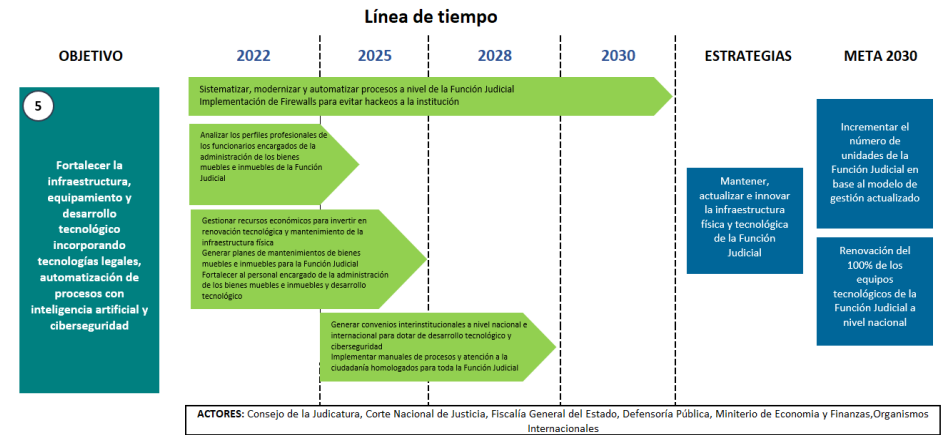 Línea de tiempo
OBJETIVO
2022
2025
2028
2030
ESTRATEGIAS
META 2030
5
Fortalecer la
infraestructura,
equipamiento y
desarrollo
tecnológico
incorporando
tecnologías legales,
automatización de
procesos con
inteligencia artificial y
ciberseguridad
Sistematizar, modernizar y automatizar procesos a nivel de la Función Judicial
Implementación de Firewalls para evitar hackeos a la institución
Analizar los perfiles profesionales de
los funcionarios encargados de la
administración de los bienes
muebles e inmuebles de la Función
Judicial
Gestionar recursos económicos para invertir en
renovación tecnológica y mantenimiento de la
infraestructura física
Generar planes de mantenimientos de bienes
muebles e inmuebles para la Función Judicial
Fortalecer al personal encargado de la administración
de los bienes muebles e inmuebles y desarrollo
tecnológico
Generar convenios interinstitucionales a nivel nacional e
internacional para dotar de desarrollo tecnológico y
ciberseguridad
Implementar manuales de procesos y atención a la
ciudadanía homologados para toda la Función Judicial
Mantener,
actualizar e innovar
la infraestructura
física y tecnológica
de la Función
Judicial
Incrementar el
número de
unidades de la
Función Judicial en
base al modelo de
gestión actualizado
Renovación del
100% de los
equipos
tecnológicos de la
Función Judicial a
nivel nacional
ACTORES: Consejo de la Judicatura, Corte Nacional de Justicia, Fiscalía General del Estado, Defensoría Pública, Miniterio de Economia y Finanzas,Organismos
Internacionales